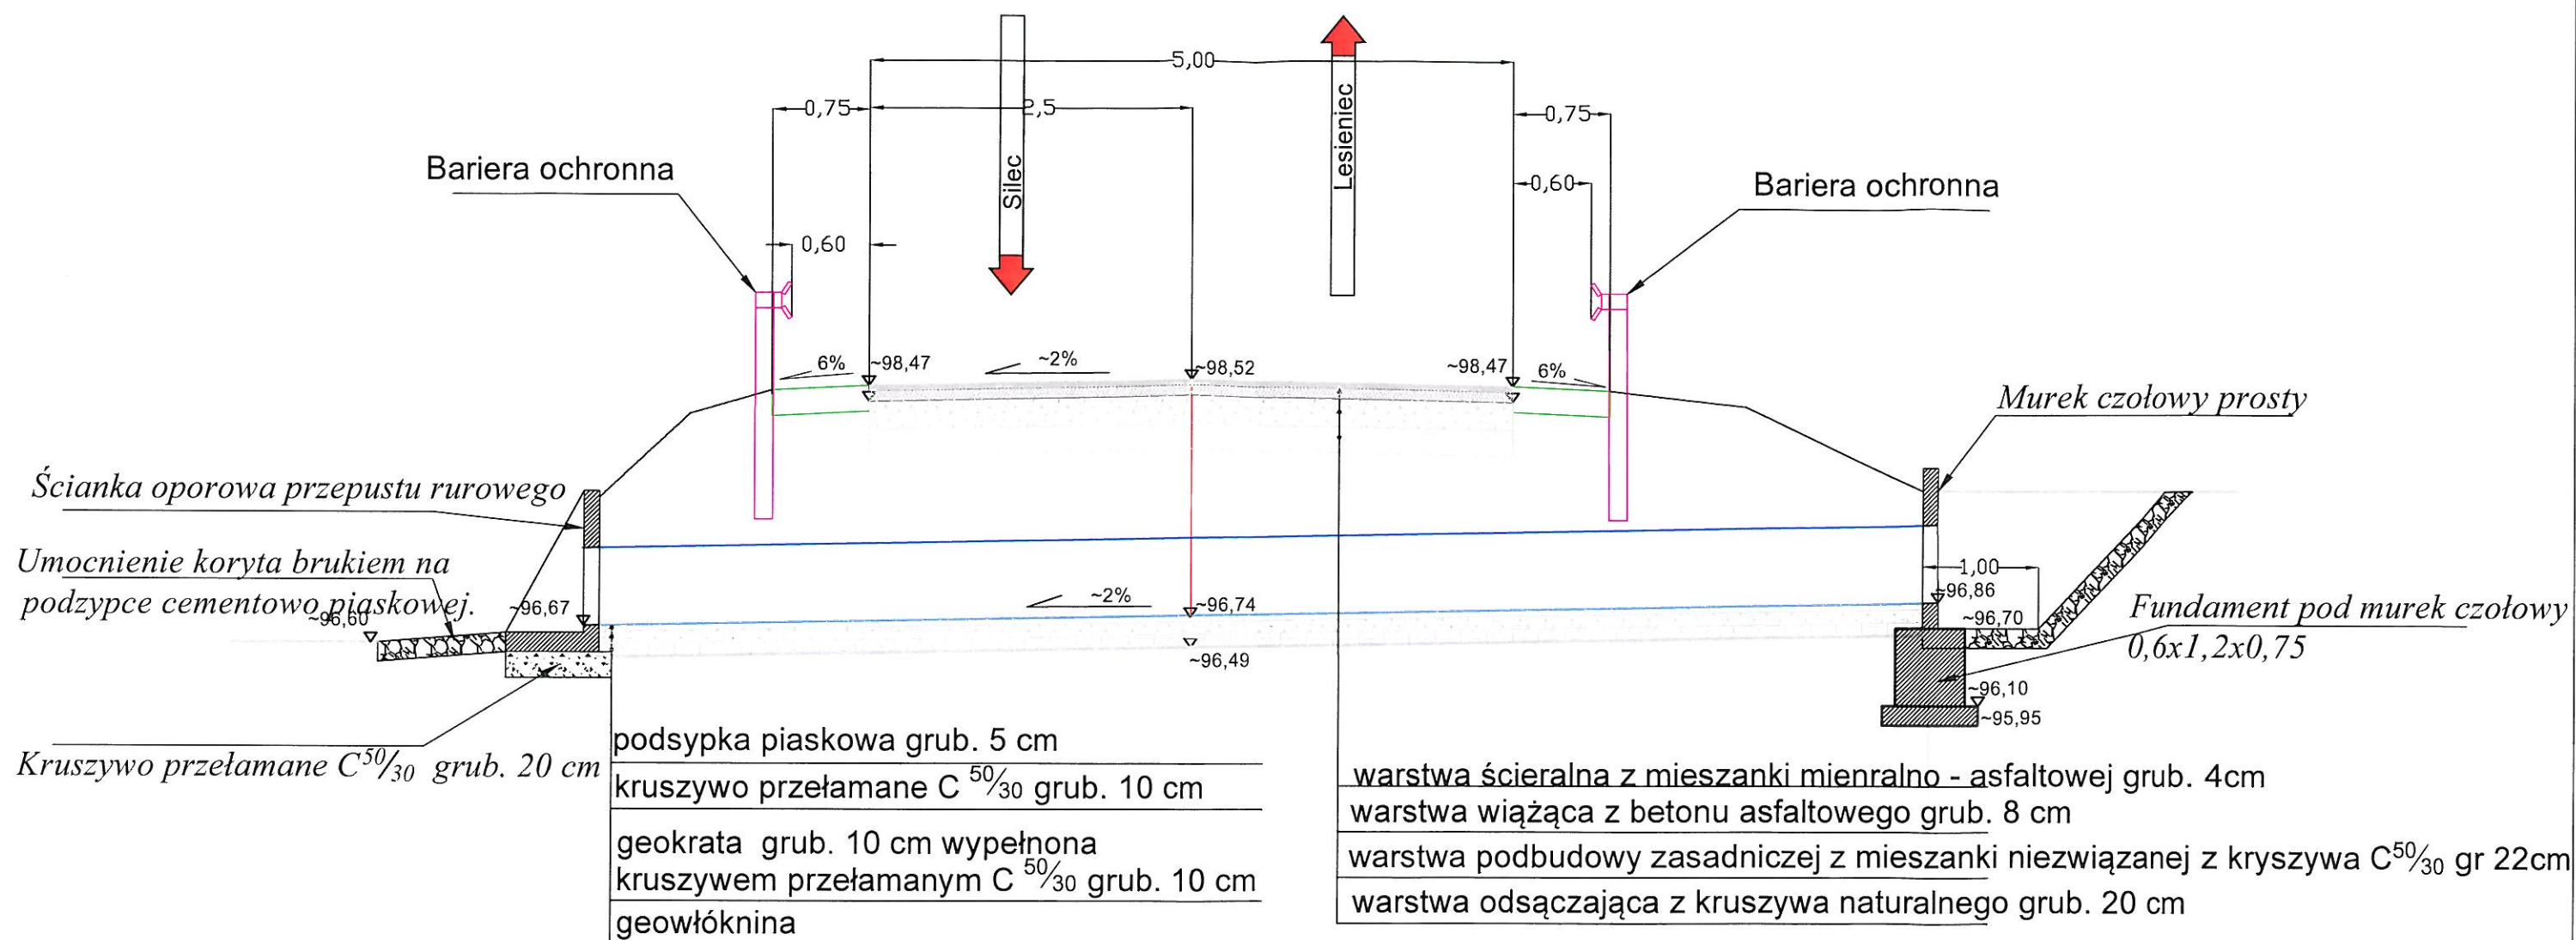 5,00
0,75
2,5
0,75
Silec
Lesieniec
Bariera ochronna
0,60
Bariera ochronna
0,60
6%
~98,47
~2%
~98,52
~98,47
6%
Murek czołowy prosty
Ścianka oporowa przepustu rurowego
Umocnienie koryta brukiem na
podzypce cementowo piaskowej.
~96,60
~96,67
~2%
~96,74
~96,49
1,00
~96,86
~96,70
Fundament pod murek czołowy
0,6x1,2x0,75
~96,10
~95,95
Kruszywo przełamane C50/30 grub. 20 cm
podsypka piaskowa grub. 5 cm
kruszywo przełamane C 50/30 grub. 10 cm
geokrata grub. 10 cm wypełnona
kruszywem przełamanym C 50/30 grub. 10 cm
geowłóknina
warstwa ścieralna z mieszanki mienralno - asfaltowej grub. 4cm
warstwa wiążąca z betonu asfaltowego grub. 8 cm
warstwa podbudowy zasadniczej z mieszanki niezwiązanej z kryszywa C50/30 gr 22cm
warstwa odsączająca z kruszywa naturalnego grub. 20 cm